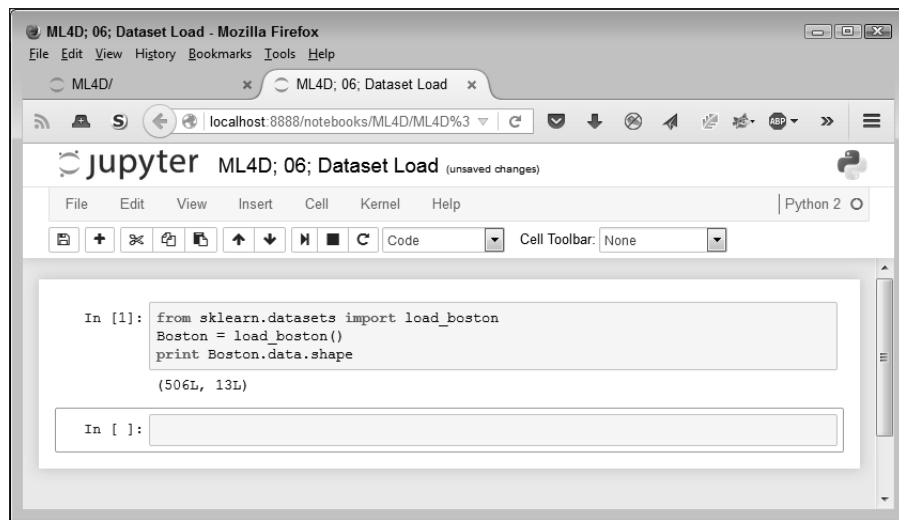 ML4D; 06; Dataset Load - Mozilla Firefox
File Edit View History Bookmarks Tools Help
ML4D/ × ML4D; 06; Dataset Load ×
S localhost:8888/notebooks/ML4D/ML4D%3 ABP »
jupyter ML4D; 06; Dataset Load (unsaved changes)
File Edit View Insert Cell Kernel Help Python 2
Code Cell Toolbar: None
In [1]: from sklearn.datasets import load_boston
Boston = load_boston()
print Boston.data.shape
(506L, 13L)
In [ ]: